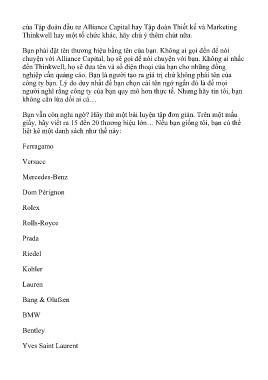 của Tập đoàn đầu tư Alliance Capital hay Tập đoàn Thiết kế và Marketing
Thinkwell hay một tổ chức khác, hãy chú ý thêm chút nữa.
Bạn phải đặt tên thương hiệu bằng tên của bạn. Không ai gọi đến để nói
chuyện với Alliance Capital, họ sẽ gọi để nói chuyện với bạn. Không ai nhắc
đến Thinkwell, họ sẽ đưa tên và số điện thoại của bạn cho những đồng
nghiệp cần quảng cáo. Bạn là người tạo ra giá trị chứ không phải tên của
công ty bạn. Lý do duy nhất để bạn chọn cái tên ngớ ngẩn đó là để mọi
người nghĩ rằng công ty của bạn quy mô hơn thực tế. Nhưng hãy tin tôi, bạn
không cần lừa dối ai cả…
Bạn vẫn còn nghi ngờ? Hãy thử một bài luyện tập đơn giản. Trên một mẩu
giấy, hãy viết ra 15 đến 20 thương hiệu lớn… Nếu bạn giống tôi, bạn có thể
liệt kê một danh sách như thế này:
Ferragamo
Versace
Mercedes-Benz
Dom Pérignon
Rolex
Rolls-Royce
Prada
Riedel
Kohler
Lauren
Bang & Olufsen
BMW
Bentley
Yves Saint Laurent